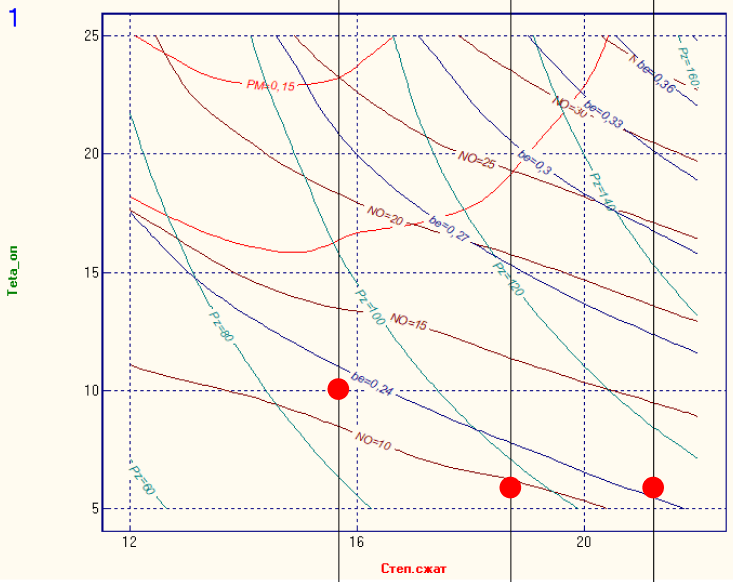 1
25
20
15
10
5
12
16
20
Teta_on
Степ.сжат
PM=0,15
be=0,36
Pz=160
NO=30
be=0,33
NO=25
be=0,3
Pz=140
NO=20
be=0,27
Pz=120
Pz=100
NO=15
Pz=80
be=0,24
NO=10
Pz=60